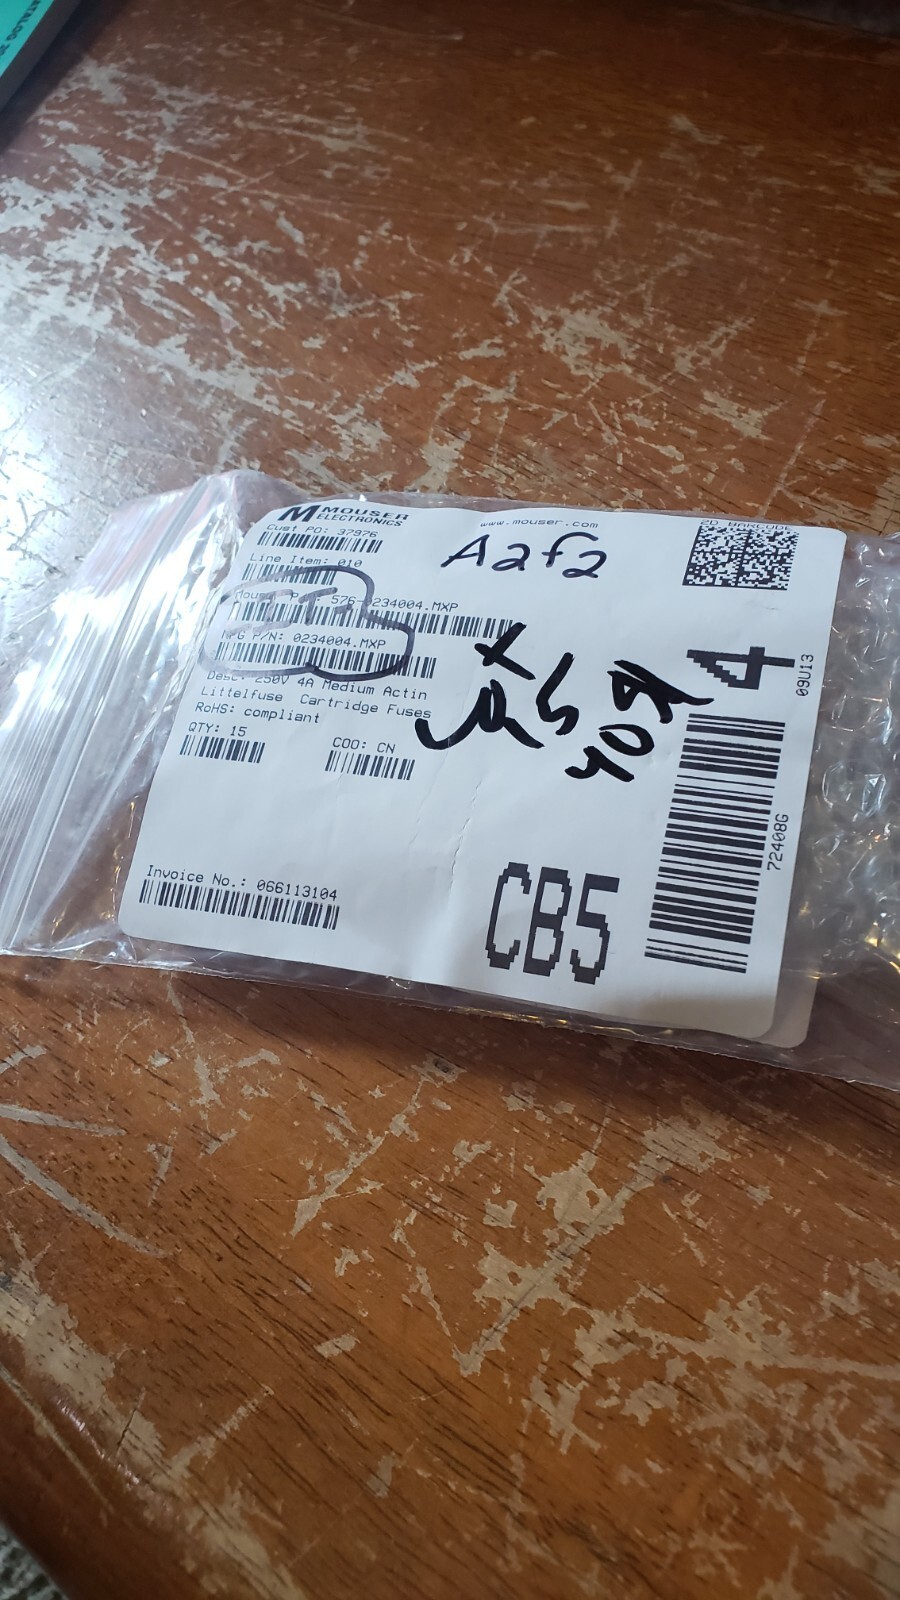 MOUSER
ELECTRONICS
www.mouser.com
2D BARCODE
Cust PO: 37976
A2f2
Line Item: 010
576-0234004.MXP
MFG P/N: 0234004.MXP
Desc: 250V 4A Medium Actin
Littelfuse Cartridge Fuses
RoHS: compliant
QTY: 15
COO: CN
4
09U13
72408G
Invoice No.: 066113104
CB5